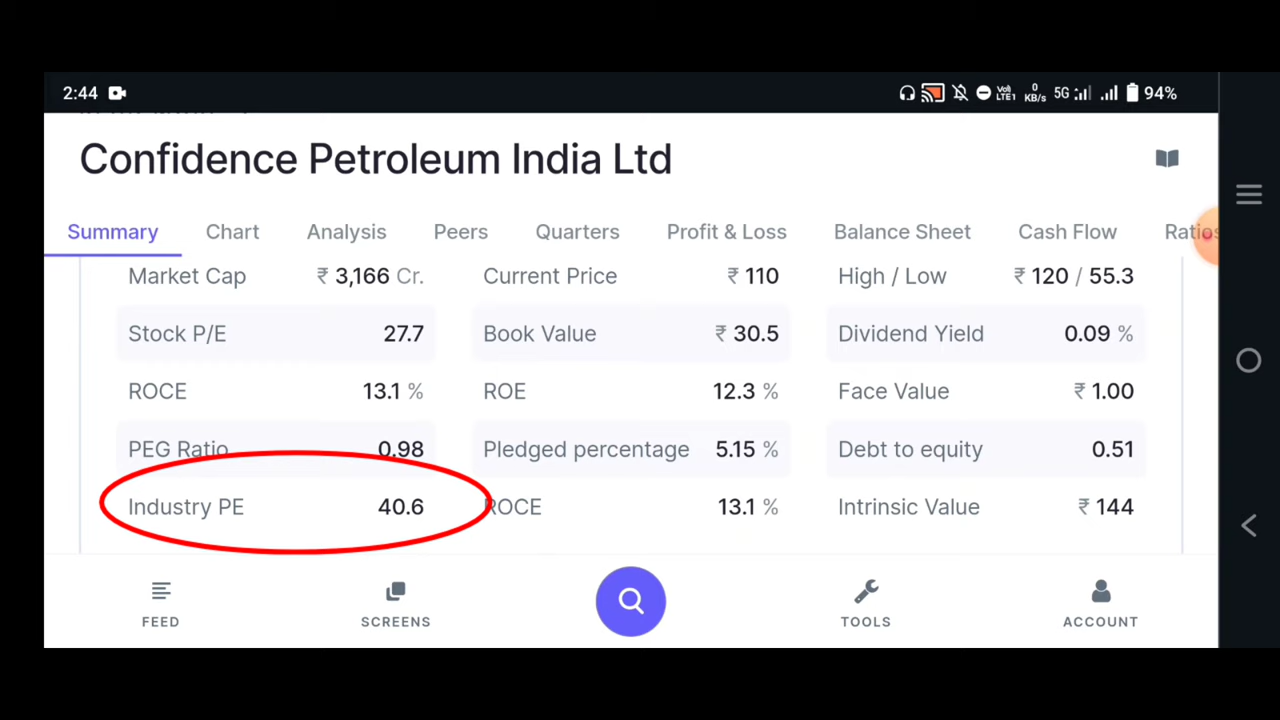 2:44 Vo) LTE1 0 KB/s 5G 94%
Confidence Petroleum India Ltd
Summary Chart Analysis Peers Quarters Profit & Loss Balance Sheet Cash Flow Ratios
Market Cap ₹ 3,166 Cr. Current Price ₹ 110 High / Low ₹ 120 / 55.3
Stock P/E 27.7 Book Value ₹ 30.5 Dividend Yield 0.09 %
ROCE 13.1 % ROE 12.3 % Face Value ₹ 1.00
PEG Ratio 0.98 Pledged percentage 5.15 % Debt to equity 0.51
Industry PE 40.6 ROCE 13.1 % Intrinsic Value ₹ 144
FEED SCREENS TOOLS ACCOUNT